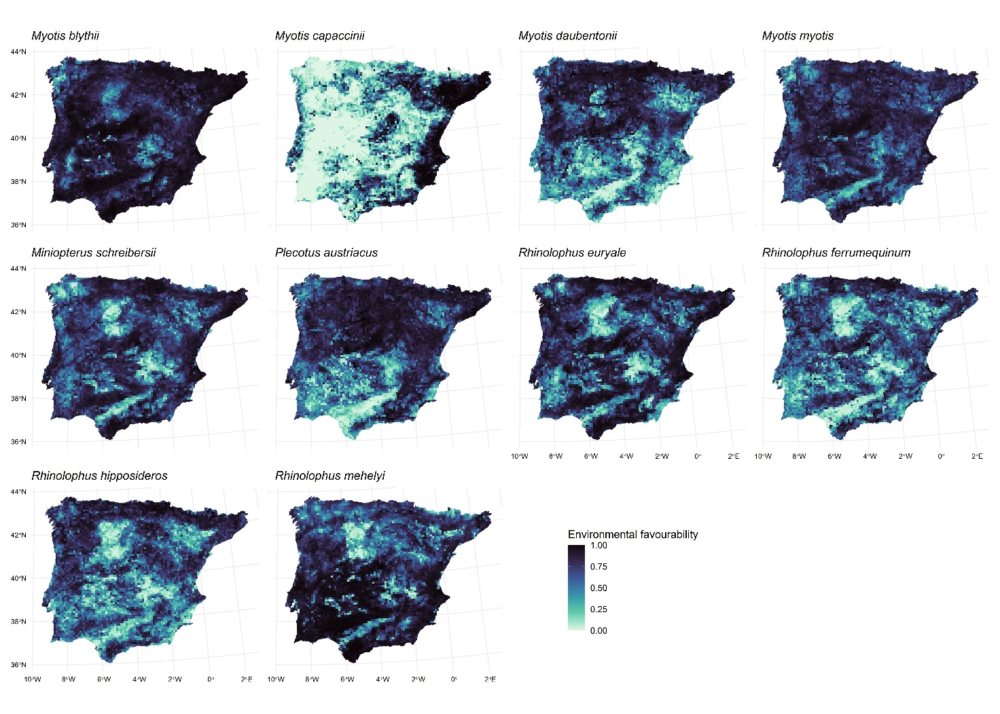 Myotis blythii
Myotis capaccinii
Myotis daubentonii
Myotis myotis
44°N
42°N
40°N
38°N
36°N
Miniopterus schreibersii
Plecotus austriacus
Rhinolophus euryale
Rhinolophus ferrumequinum
44°N
42°N
40°N
38°N
36°N
10°W 8°W 6°W 4°W 2°W 0° 2°E
10°W 8°W 6°W 4°W 2°W 0° 2°E
Rhinolophus hipposideros
Rhinolophus mehelyi
44°N
42°N
40°N
38°N
36°N
10°W 8°W 6°W 4°W 2°W 0° 2°E
10°W 8°W 6°W 4°W 2°W 0° 2°E
Environmental favourability
1.00
0.75
0.50
0.25
0.00